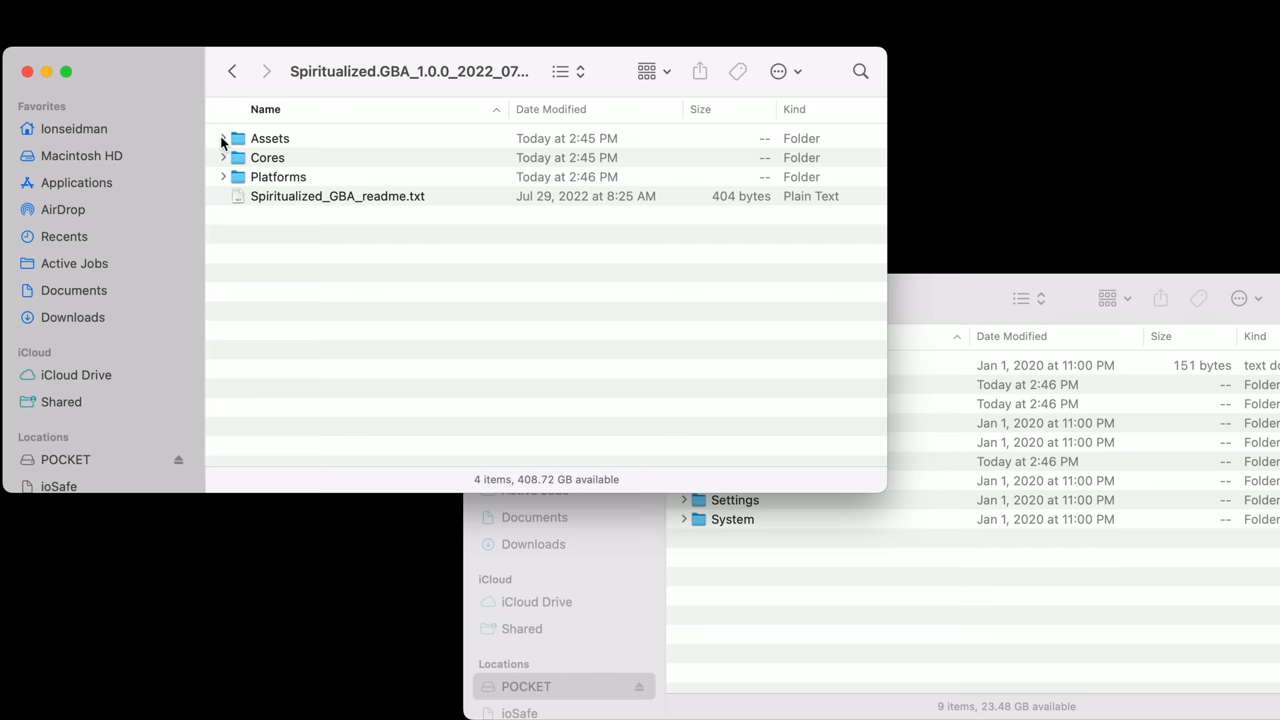 Spiritualized.GBA_1.0.0_2022_07...
Favorites
lonseidman
Macintosh HD
Applications
AirDrop
Recents
Active Jobs
Documents
Downloads
iCloud
iCloud Drive
Shared
Locations
POCKET
ioSafe
Name Date Modified Size Kind
Assets Today at 2:45 PM -- Folder
Cores Today at 2:45 PM -- Folder
Platforms Today at 2:46 PM -- Folder
Spiritualized_GBA_readme.txt Jul 29, 2022 at 8:25 AM 404 bytes Plain Text
4 items, 408.72 GB available
Date Modified Size Kind
Jan 1, 2020 at 11:00 PM 151 bytes text do
Today at 2:46 PM -- Folder
Today at 2:46 PM -- Folder
Jan 1, 2020 at 11:00 PM -- Folder
Jan 1, 2020 at 11:00 PM -- Folder
Today at 2:46 PM -- Folder
Jan 1, 2020 at 11:00 PM -- Folder
Settings Jan 1, 2020 at 11:00 PM -- Folder
System Jan 1, 2020 at 11:00 PM -- Folder
Documents
Downloads
iCloud
iCloud Drive
Shared
Locations
POCKET
ioSafe
9 items, 23.48 GB available